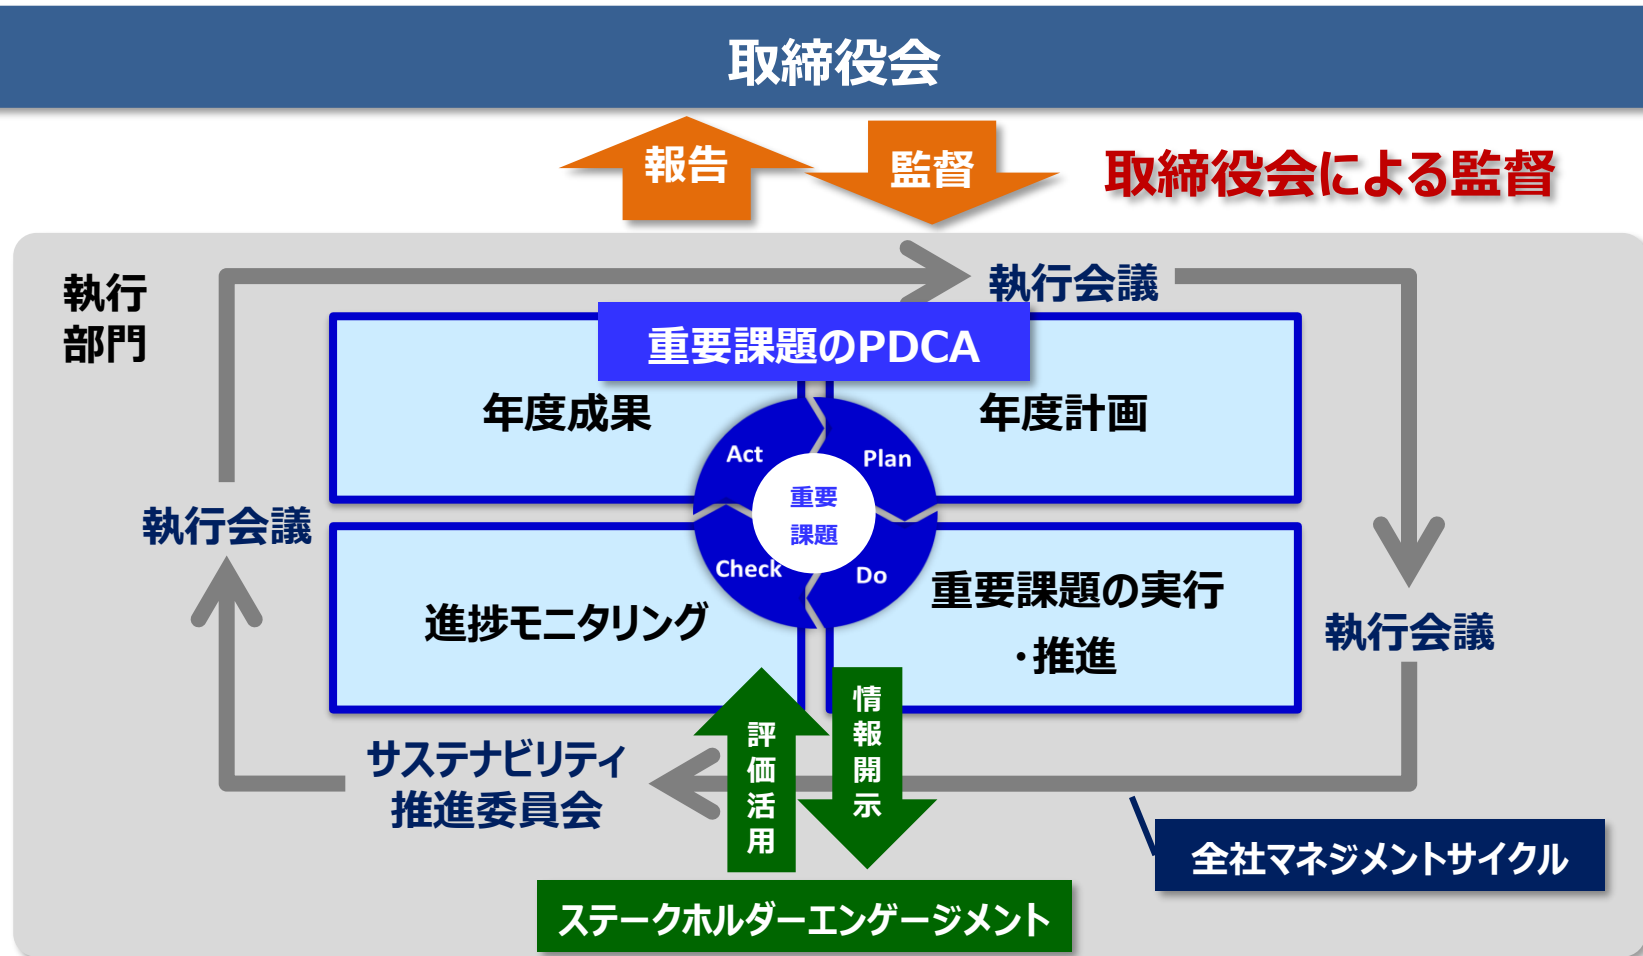 取締役会
報告
監督
取締役会による監督
執行
部門
執行会議
重要課題のPDCA
年度成果
年度計画
Act
Plan
重要
課題
執行会議
Check
Do
進捗モニタリング
重要課題の実行
・推進
執行会議
サステナビリティ
推進委員会
評価活用
情報開示
全社マネジメントサイクル
ステークホルダーエンゲージメント